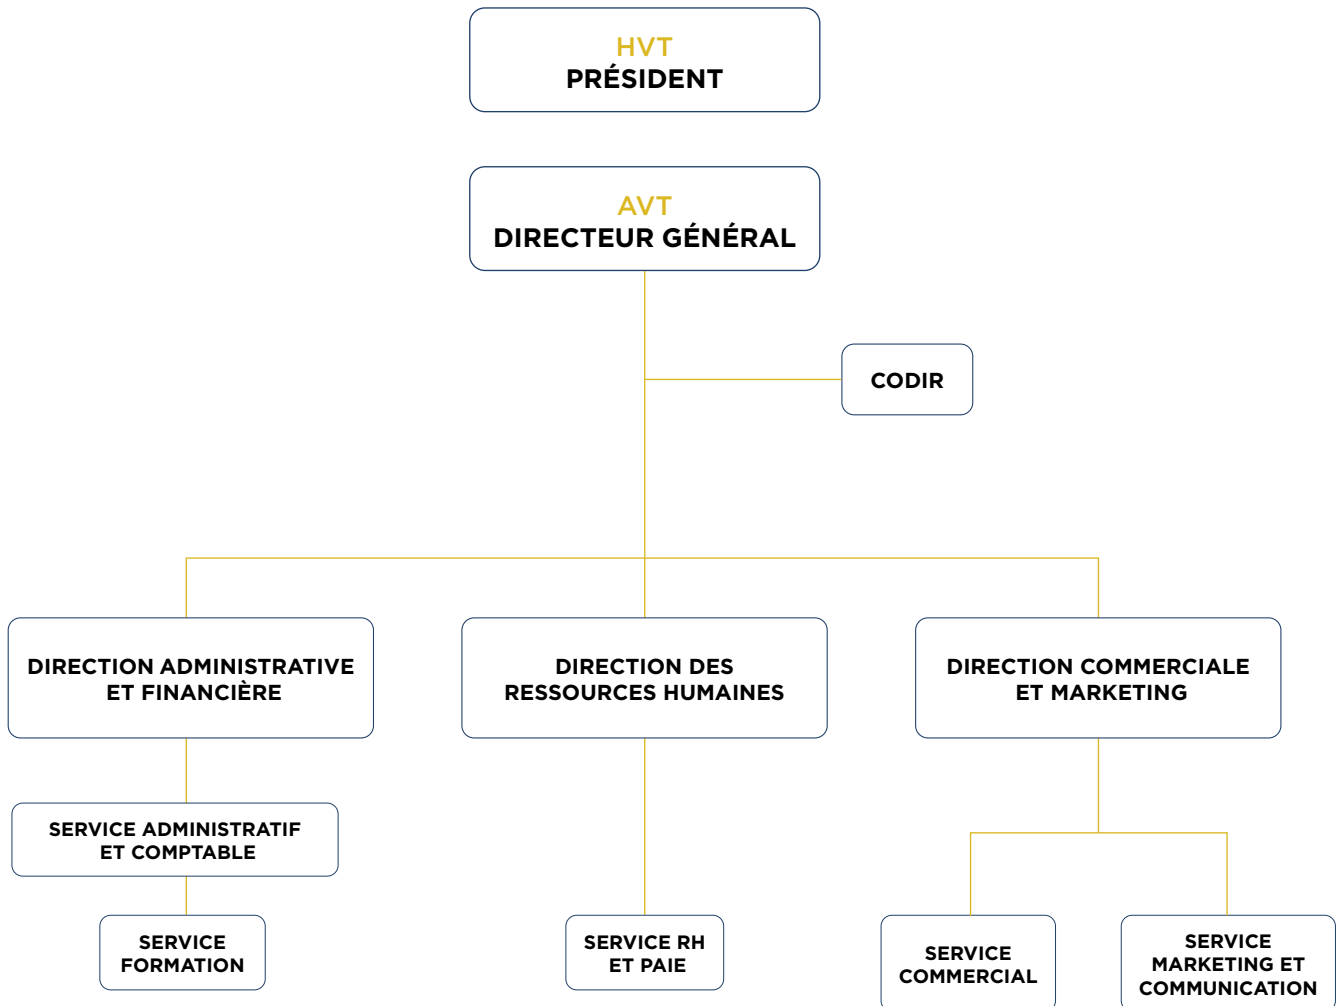 HVT
PRÉSIDENT
AVT
DIRECTEUR GÉNÉRAL
CODIR
DIRECTION ADMINISTRATIVE
ET FINANCIÈRE
DIRECTION DES
RESSOURCES HUMAINES
DIRECTION COMMERCIALE
ET MARKETING
SERVICE ADMINISTRATIF
ET COMPTABLE
SERVICE
FORMATION
SERVICE RH
ET PAIE
SERVICE
COMMERCIAL
SERVICE
MARKETING ET
COMMUNICATION